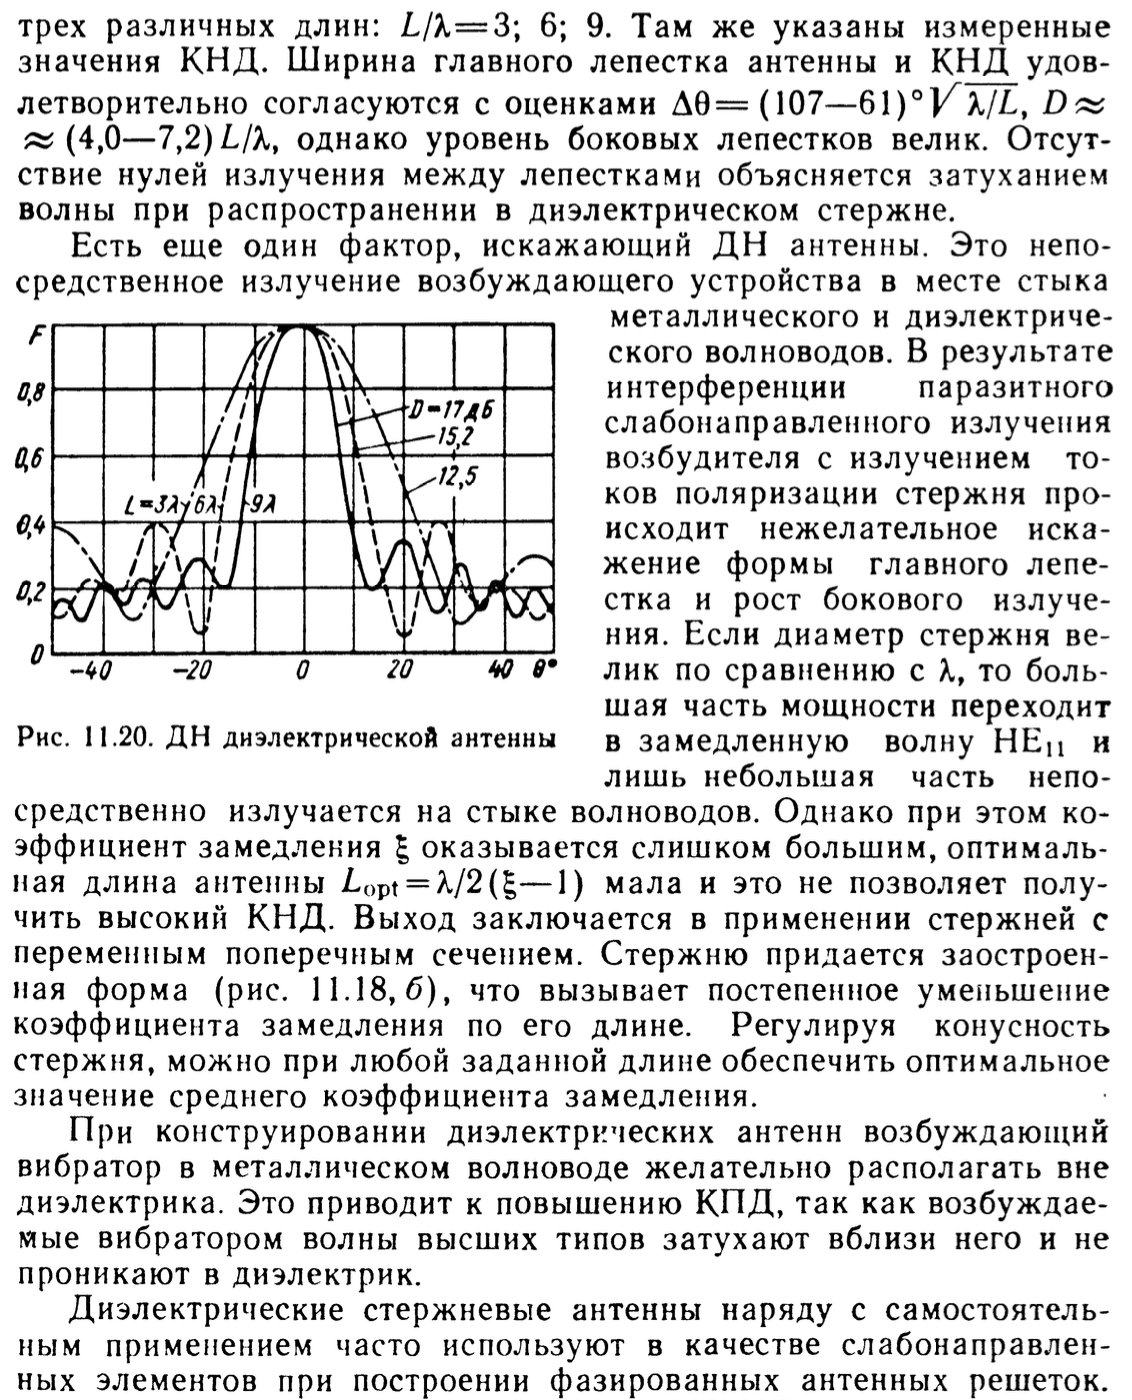 трех различных длин: L/λ=3; 6; 9. Там же указаны измеренные
значения КНД. Ширина главного лепестка антенны и КНД удов-
летворительно согласуются с оценками Δθ=(107—61)°√λ/L, D≈
≈(4,0—7,2)L/λ, однако уровень боковых лепестков велик. Отсут-
ствие нулей излучения между лепестками объясняется затуханием
волны при распространении в диэлектрическом стержне.
Есть еще один фактор, искажающий ДН антенны. Это непо-
средственное излучение возбуждающего устройства в месте стыка
металлического и диэлектриче-
ского волноводов. В результате
интерференции паразитного
слабонаправленного излучения
возбудителя с излучением то-
ков поляризации стержня про-
исходит нежелательное иска-
жение формы главного лепе-
стка и рост бокового излуче-
ния. Если диаметр стержня ве-
лик по сравнению с λ, то боль-
шая часть мощности переходит
в замедленную волну HE₁₁ и
лишь небольшая часть непо-
F
0,8
0,6
0,4
0,2
0
D=17дБ
15,2
12,5
L=3λ 6λ 9λ
−40 −20 0 20 40 θ°
Рис. 11.20. ДН диэлектрической антенны
средственно излучается на стыке волноводов. Однако при этом ко-
эффициент замедления ξ оказывается слишком большим, оптималь-
ная длина антенны Lopt=λ/2(ξ—1) мала и это не позволяет полу-
чить высокий КНД. Выход заключается в применении стержней с
переменным поперечным сечением. Стержню придается заострен-
ная форма (рис. 11.18, б), что вызывает постепенное уменьшение
коэффициента замедления по его длине. Регулируя конусность
стержня, можно при любой заданной длине обеспечить оптимальное
значение среднего коэффициента замедления.
При конструировании диэлектрических антенн возбуждающий
вибратор в металлическом волноводе желательно располагать вне
диэлектрика. Это приводит к повышению КПД, так как возбуждае-
мые вибратором волны высших типов затухают вблизи него и не
проникают в диэлектрик.
Диэлектрические стержневые антенны наряду с самостоятель-
ным применением часто используют в качестве слабонаправлен-
ных элементов при построении фазированных антенных решеток.